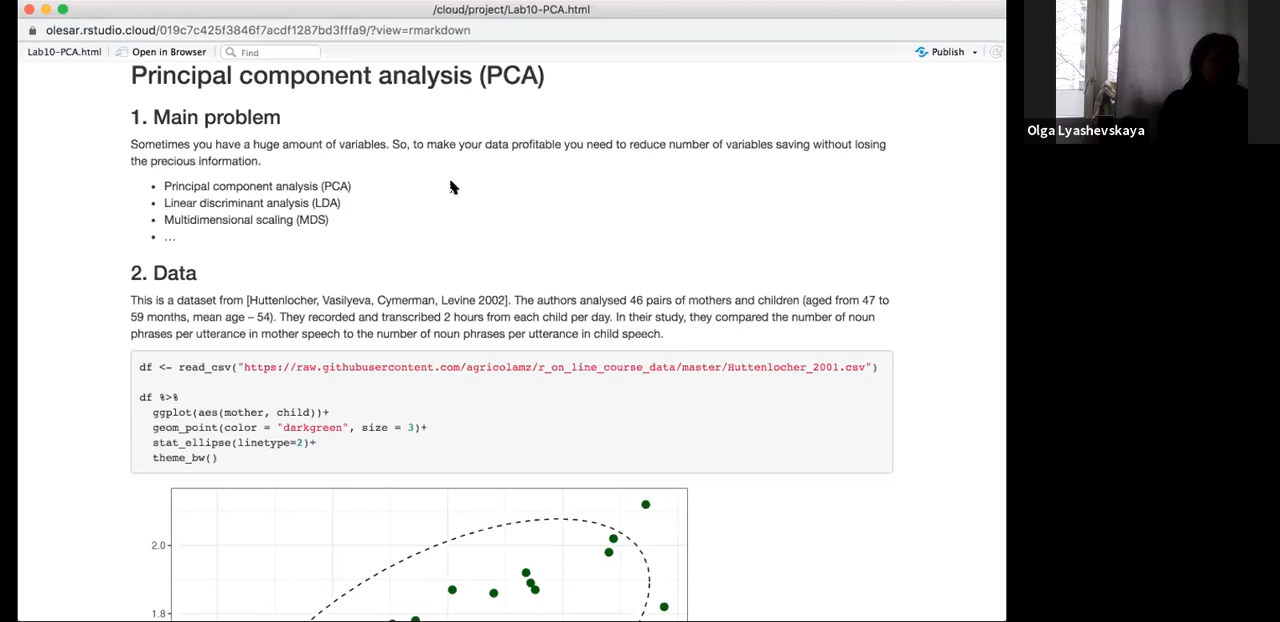 /cloud/project/Lab10-PCA.html
olesar.rstudio.cloud/019c7c425f3846f7acdf1287bd3fffa9/?view=rmarkdown
Lab10-PCA.html Open in Browser Find Publish
Olga Lyashevskaya
Principal component analysis (PCA)
1. Main problem
Sometimes you have a huge amount of variables. So, to make your data profitable you need to reduce number of variables saving without losing
the precious information.
• Principal component analysis (PCA)
• Linear discriminant analysis (LDA)
• Multidimensional scaling (MDS)
• …
2. Data
This is a dataset from [Huttenlocher, Vasilyeva, Cymerman, Levine 2002]. The authors analysed 46 pairs of mothers and children (aged from 47 to
59 months, mean age – 54). They recorded and transcribed 2 hours from each child per day. In their study, they compared the number of noun
phrases per utterance in mother speech to the number of noun phrases per utterance in child speech.
df <- read_csv("https://raw.githubusercontent.com/agricolamz/r_on_line_course_data/master/Huttenlocher_2001.csv")
df %>%
ggplot(aes(mother, child))+
geom_point(color = "darkgreen", size = 3)+
stat_ellipse(linetype=2)+
theme_bw()
2.0
1.8